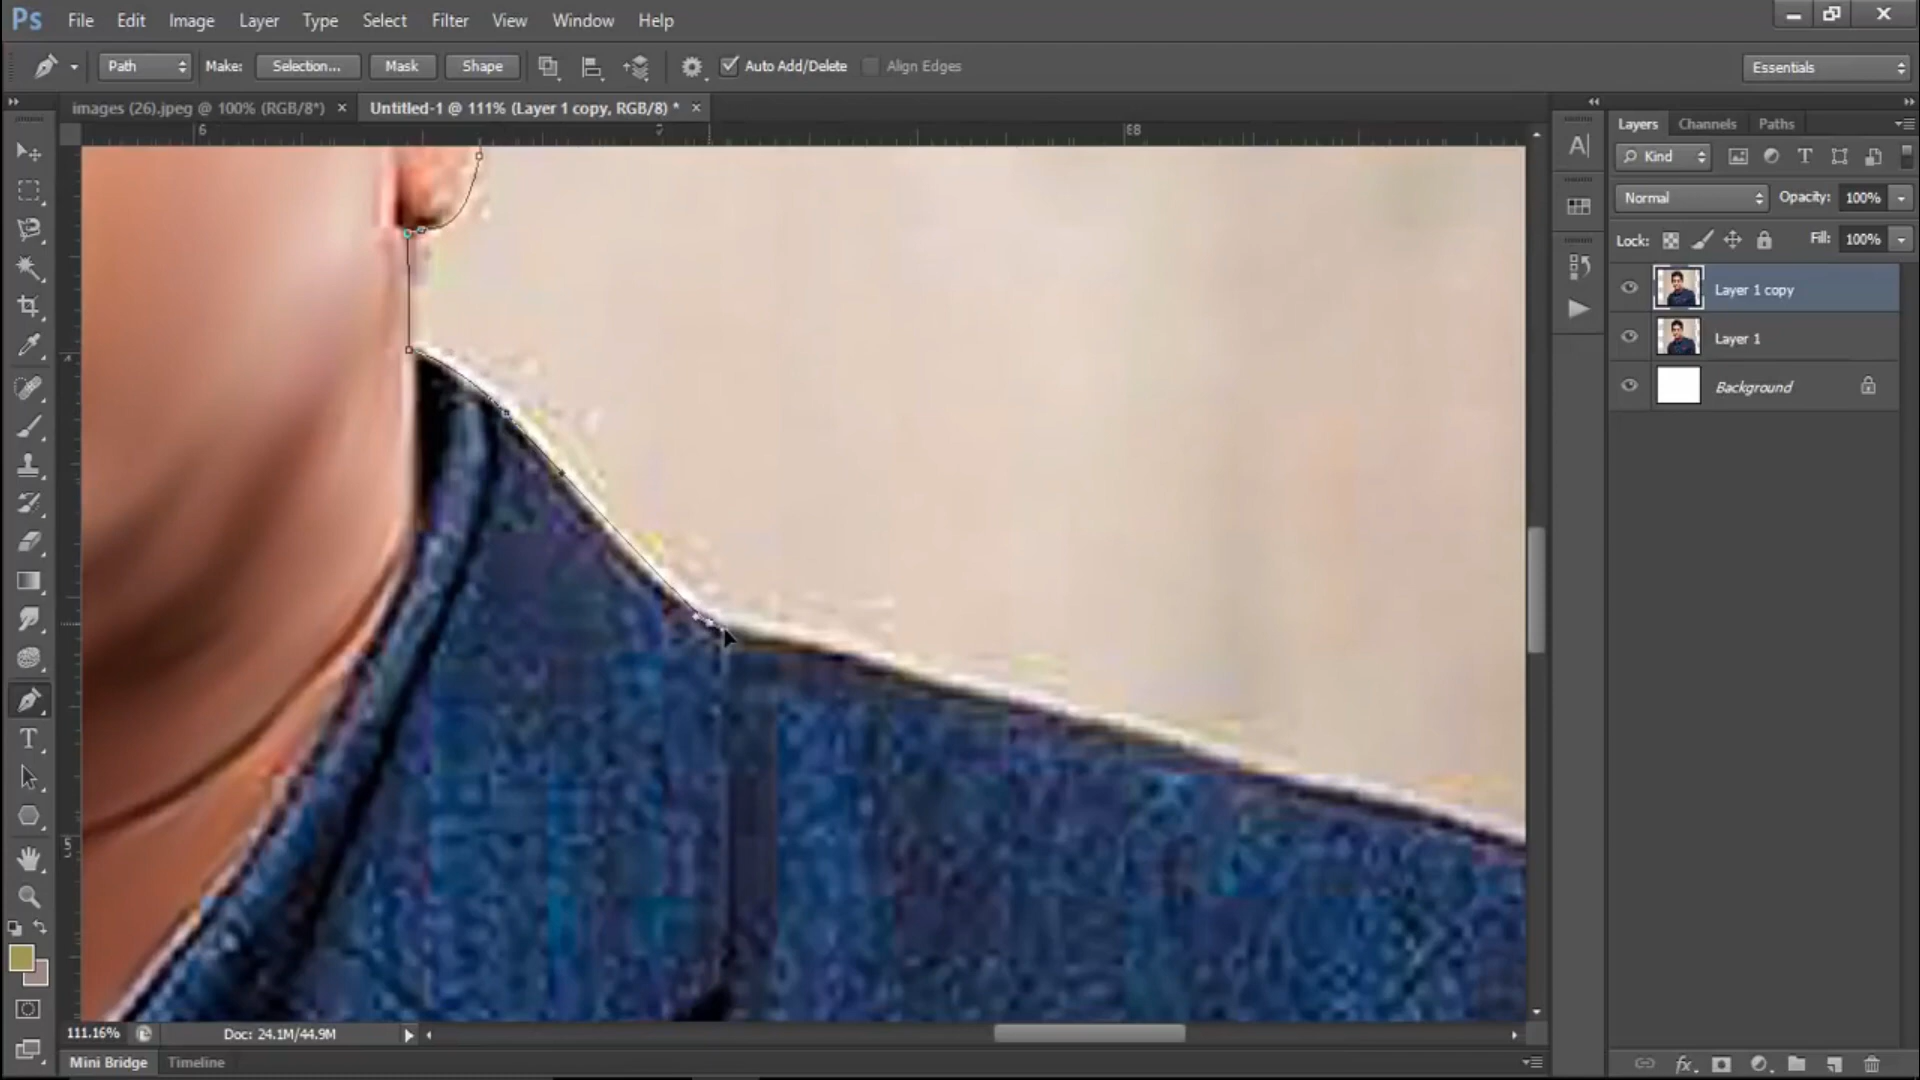 Ps File Edit Image Layer Type Select Filter View Window Help
Path Make: Selection... Mask Shape Auto Add/Delete Align Edges Essentials
images (26).jpeg @ 100% (RGB/8*) × Untitled-1 @ 111% (Layer 1 copy, RGB/8) * ×
Layers Channels Paths
Kind
Normal Opacity: 100%
Lock: Fill: 100%
Layer 1 copy
Layer 1
Background
111.16% Doc: 24.1M/44.9M
Mini Bridge Timeline